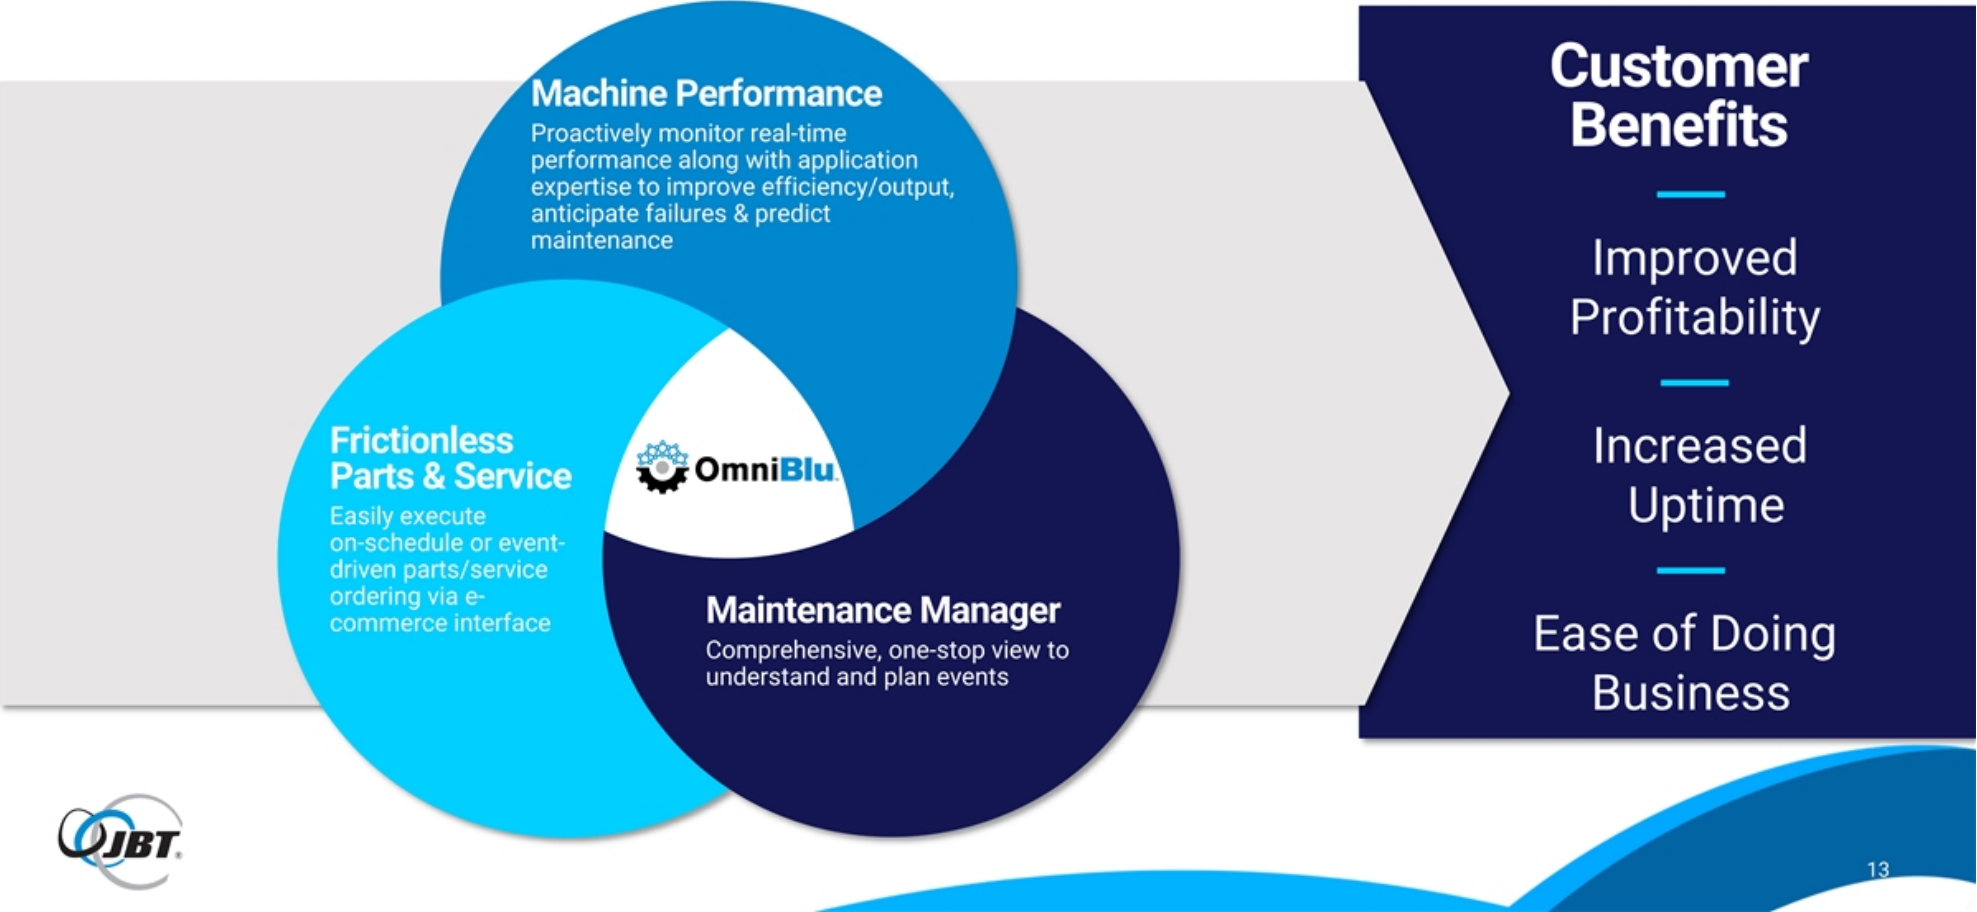 Machine Performance
Proactively monitor real-time
performance along with application
expertise to improve efficiency/output,
anticipate failures & predict
maintenance
Frictionless
Parts & Service
Easily execute
on-schedule or event-
driven parts/service
ordering via e-
commerce interface
OmniBlu
Maintenance Manager
Comprehensive, one-stop view to
understand and plan events
Customer
Benefits
Improved
Profitability
Increased
Uptime
Ease of Doing
Business
JBT®
13